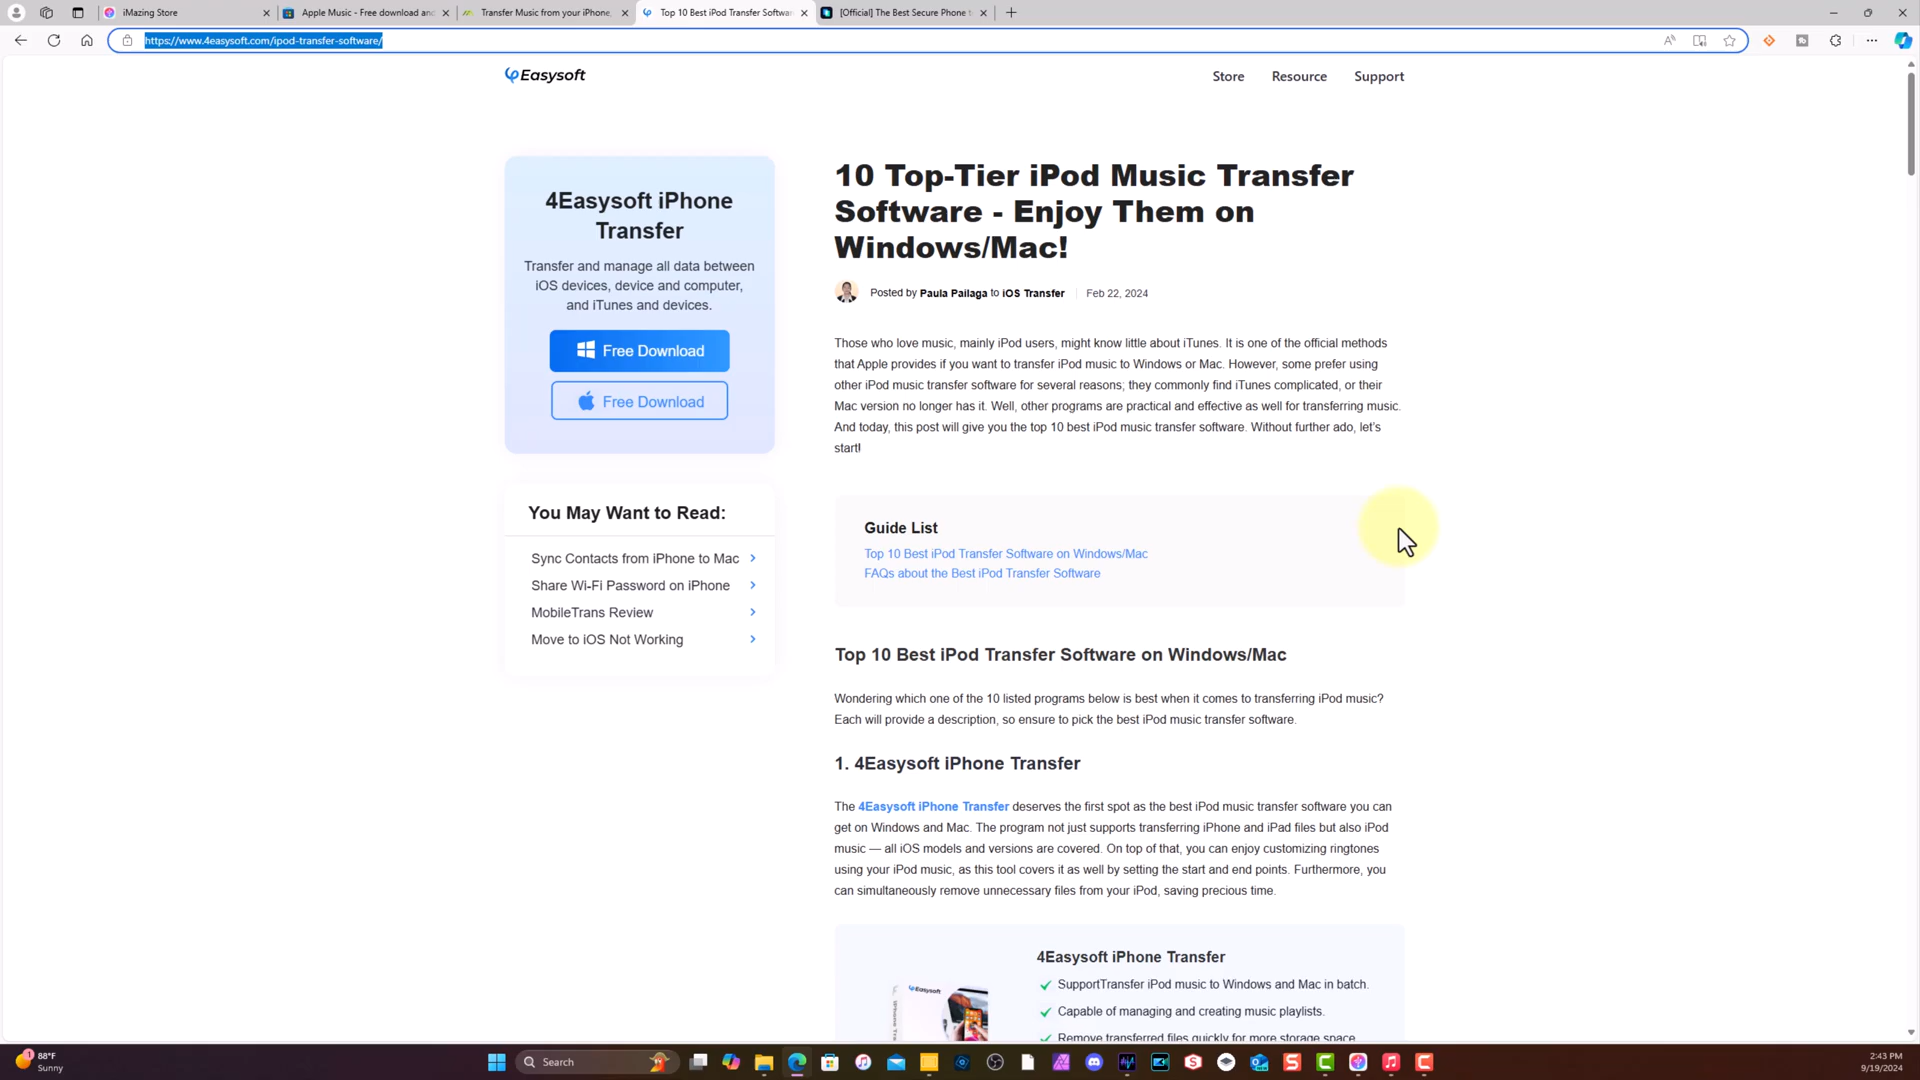 iMazing Store
Apple Music - Free download and
Transfer Music from your iPhone,
Top 10 Best iPod Transfer Softwar
[Official] The Best Secure Phone t
https://www.4easysoft.com/ipod-transfer-software/
Easysoft
Store
Resource
Support
4Easysoft iPhone
Transfer
Transfer and manage all data between
iOS devices, device and computer,
and iTunes and devices.
Free Download
Free Download
You May Want to Read:
Sync Contacts from iPhone to Mac
Share Wi-Fi Password on iPhone
MobileTrans Review
Move to iOS Not Working
10 Top-Tier iPod Music Transfer
Software - Enjoy Them on
Windows/Mac!
Posted by Paula Pailaga to iOS Transfer
Feb 22, 2024
Those who love music, mainly iPod users, might know little about iTunes. It is one of the official methods
that Apple provides if you want to transfer iPod music to Windows or Mac. However, some prefer using
other iPod music transfer software for several reasons; they commonly find iTunes complicated, or their
Mac version no longer has it. Well, other programs are practical and effective as well for transferring music.
And today, this post will give you the top 10 best iPod music transfer software. Without further ado, let's
start!
Guide List
Top 10 Best iPod Transfer Software on Windows/Mac
FAQs about the Best iPod Transfer Software
Top 10 Best iPod Transfer Software on Windows/Mac
Wondering which one of the 10 listed programs below is best when it comes to transferring iPod music?
Each will provide a description, so ensure to pick the best iPod music transfer software.
1. 4Easysoft iPhone Transfer
The 4Easysoft iPhone Transfer deserves the first spot as the best iPod music transfer software you can
get on Windows and Mac. The program not just supports transferring iPhone and iPad files but also iPod
music — all iOS models and versions are covered. On top of that, you can enjoy customizing ringtones
using your iPod music, as this tool covers it as well by setting the start and end points. Furthermore, you
can simultaneously remove unnecessary files from your iPod, saving precious time.
Easysoft
4Easysoft iPhone Transfer
SupportTransfer iPod music to Windows and Mac in batch.
Capable of managing and creating music playlists.
Remove transferred files quickly for more storage space
1
88°F
Sunny
Search
2:43 PM
9/19/2024